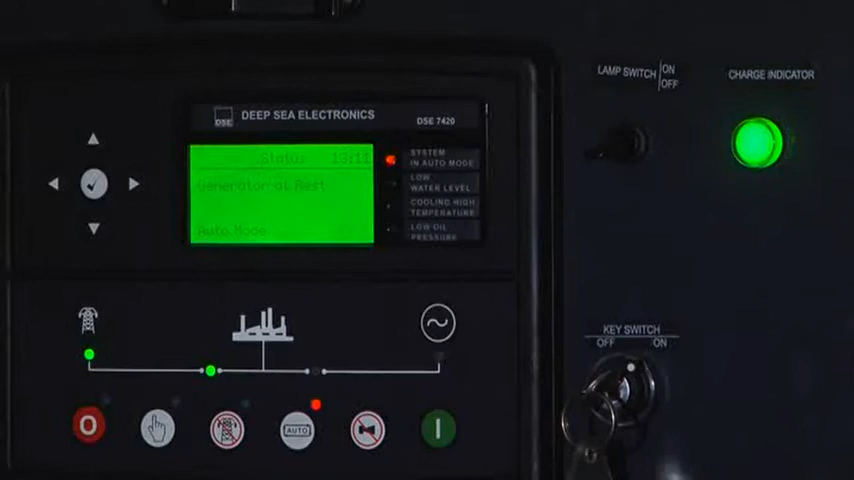 LAMP SWITCH
ON
OFF
CHARGE INDICATOR
DSE
DEEP SEA ELECTRONICS
DSE 7420
Status 13:11
Generator at Rest
Auto Mode
SYSTEM
IN AUTO MODE
LOW
WATER LEVEL
COOLING HIGH
TEMPERATURE
LOW OIL
PRESSURE
KEY SWITCH
OFF ON
O
AUTO
I